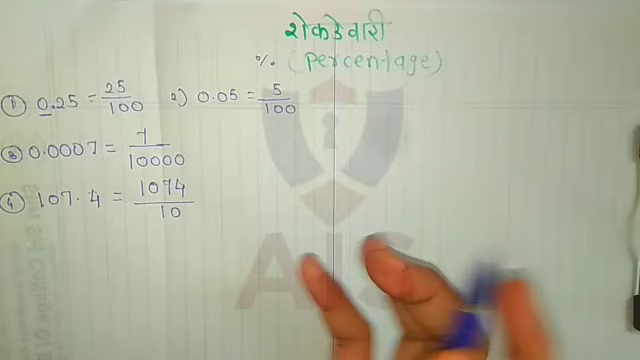 शेकडेवारी
% (percentage)
① 0.25 = 25/100 2) 0.05 = 5/100
③ 0.0007 = 7/10000
④ 107.4 = 1074/10
AIS